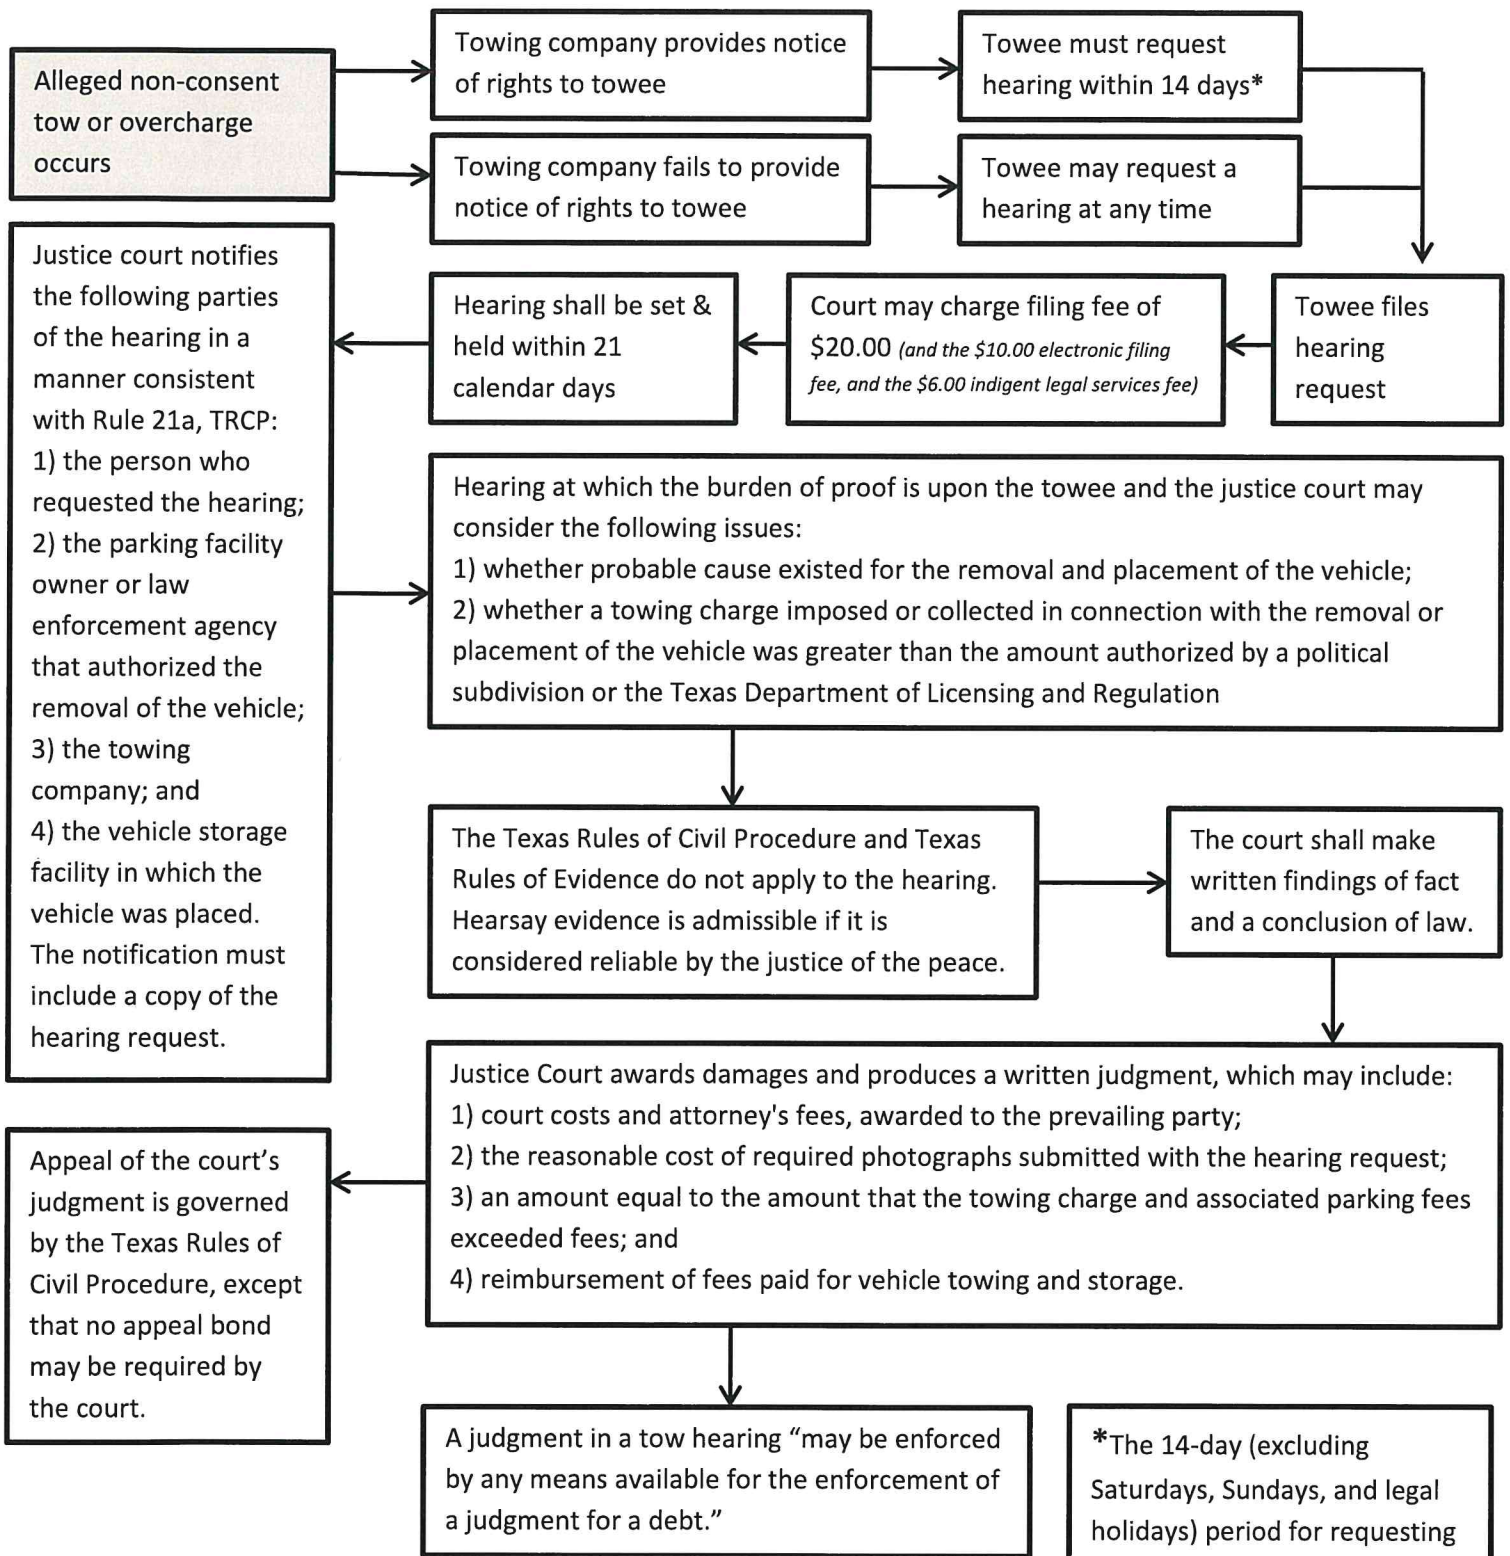 Alleged non-consent
tow or overcharge
occurs
Towing company provides notice
of rights to towee
Towee must request
hearing within 14 days*
Towing company fails to provide
notice of rights to towee
Towee may request a
hearing at any time
Towee files
hearing
request
Court may charge filing fee of
$20.00 (and the $10.00 electronic filing
fee, and the $6.00 indigent legal services fee)
Hearing shall be set &
held within 21
calendar days
Justice court notifies
the following parties
of the hearing in a
manner consistent
with Rule 21a, TRCP:
1) the person who
requested the hearing;
2) the parking facility
owner or law
enforcement agency
that authorized the
removal of the vehicle;
3) the towing
company; and
4) the vehicle storage
facility in which the
vehicle was placed.
The notification must
include a copy of the
hearing request.
Hearing at which the burden of proof is upon the towee and the justice court may
consider the following issues:
1) whether probable cause existed for the removal and placement of the vehicle;
2) whether a towing charge imposed or collected in connection with the removal or
placement of the vehicle was greater than the amount authorized by a political
subdivision or the Texas Department of Licensing and Regulation
The Texas Rules of Civil Procedure and Texas
Rules of Evidence do not apply to the hearing.
Hearsay evidence is admissible if it is
considered reliable by the justice of the peace.
The court shall make
written findings of fact
and a conclusion of law.
Justice Court awards damages and produces a written judgment, which may include:
1) court costs and attorney's fees, awarded to the prevailing party;
2) the reasonable cost of required photographs submitted with the hearing request;
3) an amount equal to the amount that the towing charge and associated parking fees
exceeded fees; and
4) reimbursement of fees paid for vehicle towing and storage.
Appeal of the court’s
judgment is governed
by the Texas Rules of
Civil Procedure, except
that no appeal bond
may be required by
the court.
A judgment in a tow hearing “may be enforced
by any means available for the enforcement of
a judgment for a debt.”
*The 14-day (excluding
Saturdays, Sundays, and legal
holidays) period for requesting